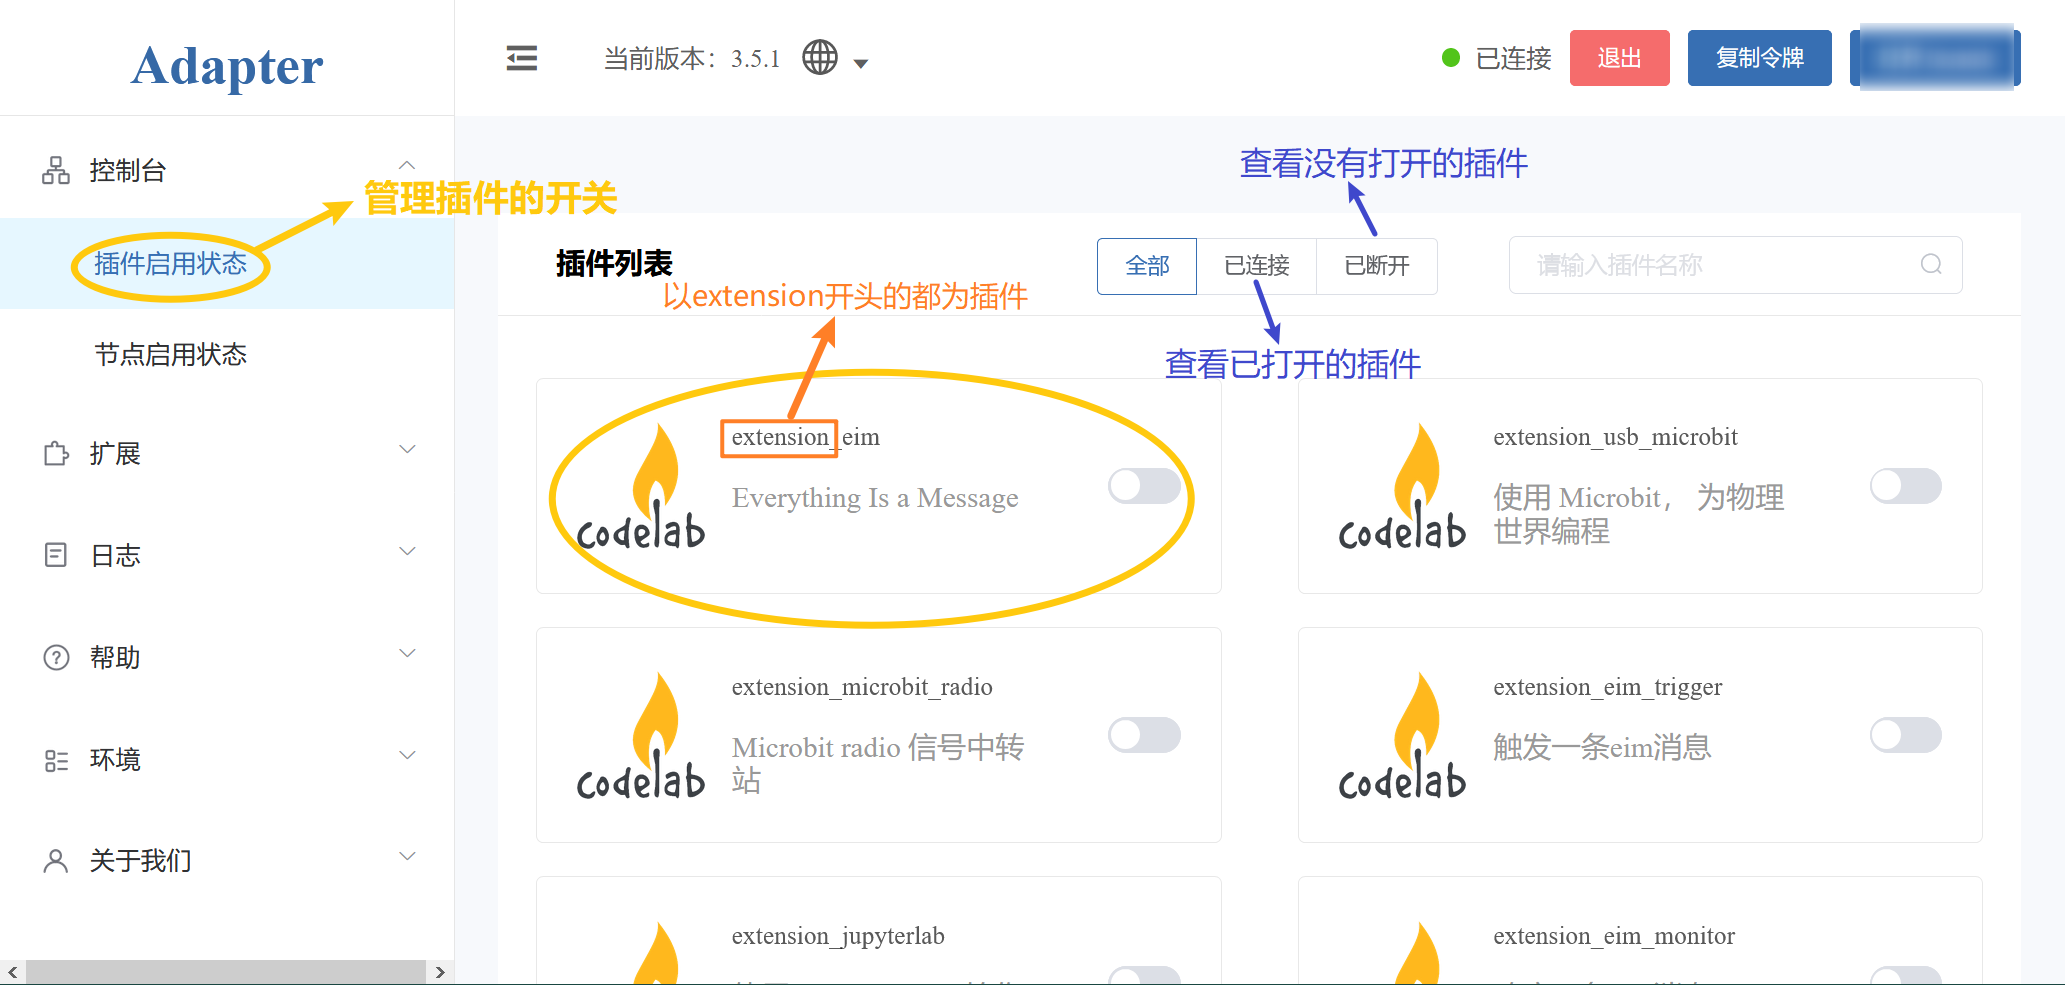 Adapter
当前版本：3.5.1
已连接
退出
复制令牌
控制台
管理插件的开关
插件启用状态
节点启用状态
扩展
日志
帮助
环境
关于我们
查看没有打开的插件
插件列表
全部
已连接
已断开
请输入插件名称
以extension开头的都为插件
查看已打开的插件
codelab
extension_eim
Everything Is a Message
codelab
extension_usb_microbit
使用 Microbit， 为物理
世界编程
codelab
extension_microbit_radio
Microbit radio 信号中转
站
codelab
extension_eim_trigger
触发一条eim消息
extension_jupyterlab
extension_eim_monitor